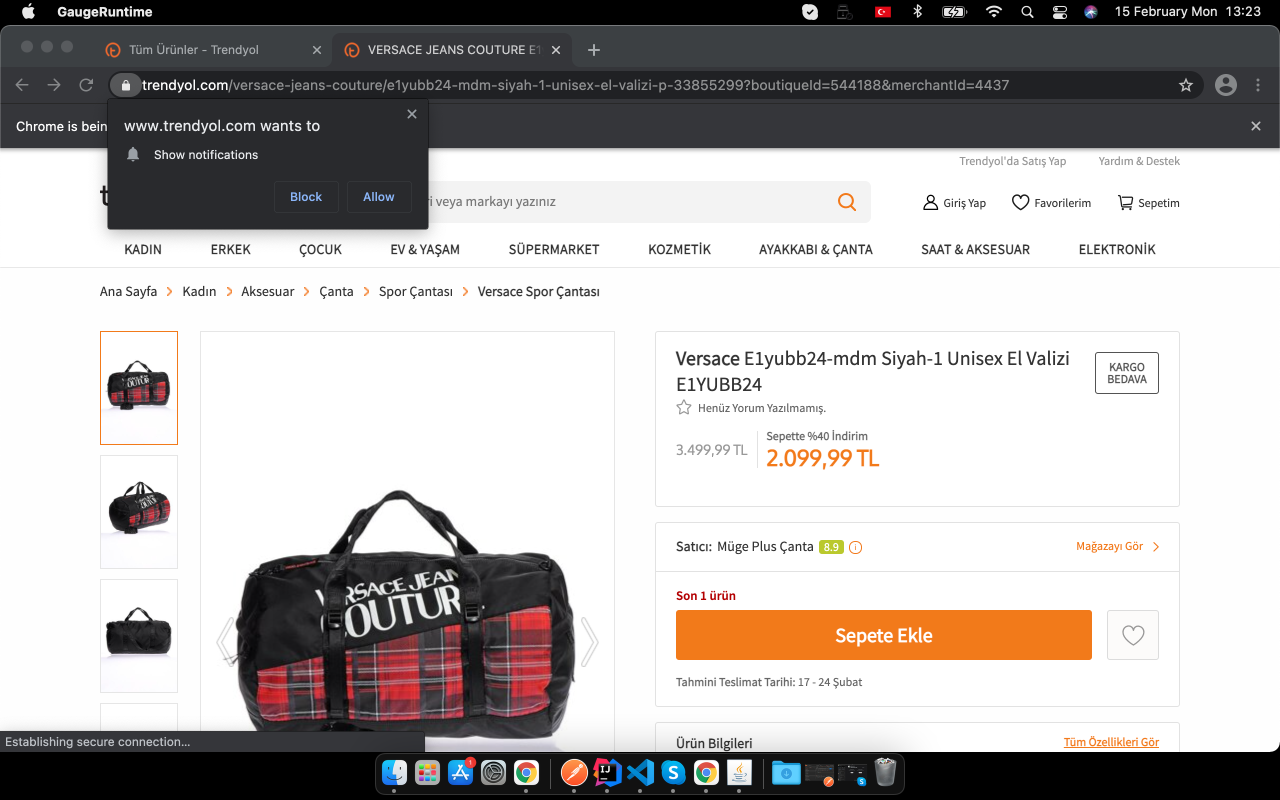 GaugeRuntime
15 February Mon 13:23
Tüm Ürünler - Trendyol
VERSACE JEANS COUTURE E1
trendyol.com/versace-jeans-couture/e1yubb24-mdm-siyah-1-unisex-el-valizi-p-33855299?boutiqueId=544188&merchantId=4437
Chrome is bein
www.trendyol.com wants to
Show notifications
Block
Allow
Trendyol'da Satış Yap
Yardım & Destek
t
ri veya markayı yazınız
Giriş Yap
Favorilerim
Sepetim
KADIN
ERKEK
ÇOCUK
EV & YAŞAM
SÜPERMARKET
KOZMETİK
AYAKKABI & ÇANTA
SAAT & AKSESUAR
ELEKTRONİK
Ana Sayfa > Kadın > Aksesuar > Çanta > Spor Çantası > Versace Spor Çantası
Versace E1yubb24-mdm Siyah-1 Unisex El Valizi
E1YUBB24
KARGO
BEDAVA
Henüz Yorum Yazılmamış.
3.499,99 TL
Sepette %40 İndirim
2.099,99 TL
Satıcı: Müge Plus Çanta 8.9
Mağazayı Gör
Son 1 ürün
Sepete Ekle
Tahmini Teslimat Tarihi: 17 - 24 Şubat
Ürün Bilgileri
Tüm Özellikleri Gör
VERSACE JEAN
COUTURE
Establishing secure connection...
1